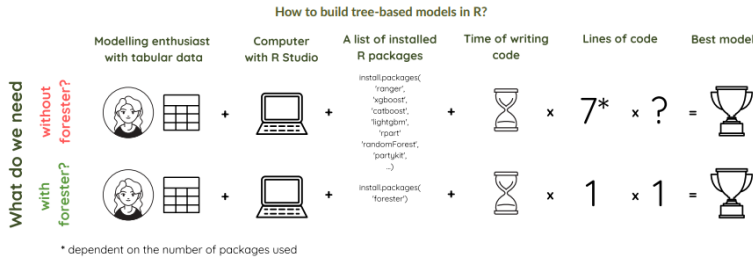 How to build tree-based models in R?
Modelling enthusiast
with tabular data
Computer
with R Studio
A list of installed
R packages
Time of writing
code
Lines of code
Best model
What do we need
without
forester?
+
+
install.packages(
'ranger',
'xgboost',
'catboost',
'lightgbm',
'rpart'
'randomForest',
'partykit',
...)
+
x
7*
x
?
=
with
forester?
+
+
install.packages(
'forester')
+
x
1
x
1
=
* dependent on the number of packages used